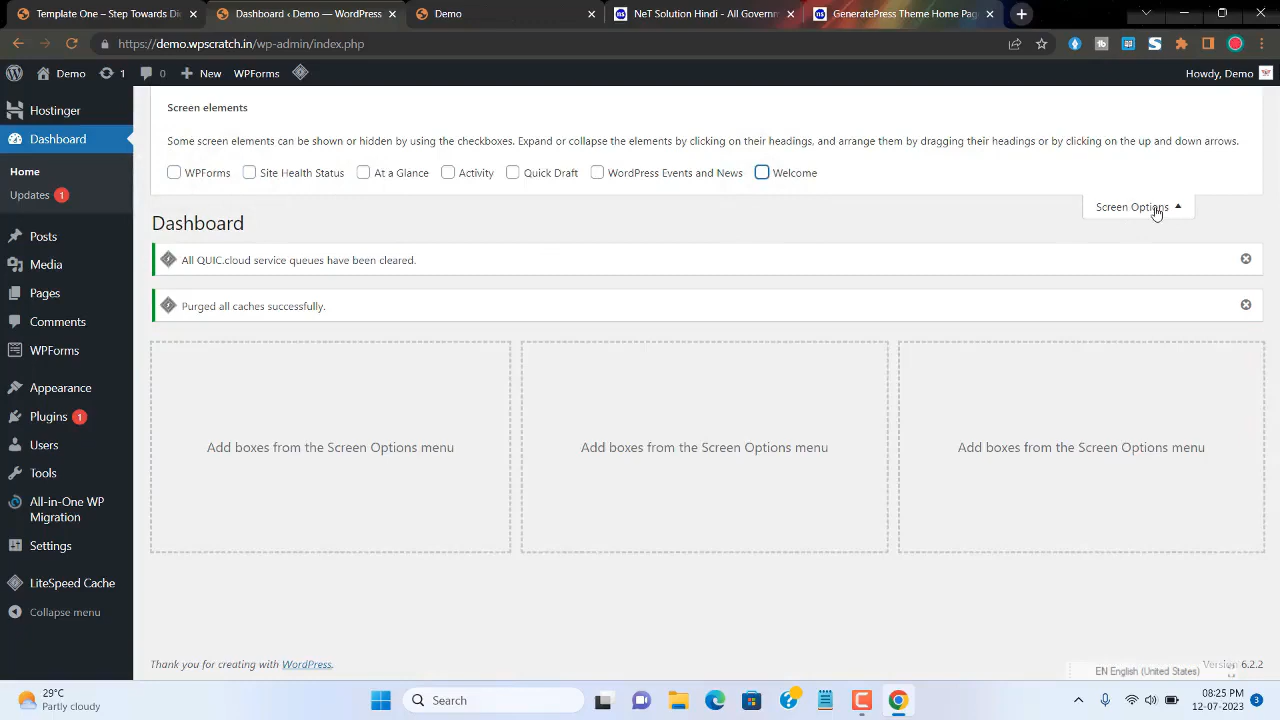 Template One – Step Towards Di
Dashboard ‹ Demo — WordPress
Demo
NeT Solution Hindi - All Governm
GeneratePress Theme Home Page
https://demo.wpscratch.in/wp-admin/index.php
Demo
1
0
New
WPForms
Howdy, Demo
Hostinger
Dashboard
Home
Updates 1
Posts
Media
Pages
Comments
WPForms
Appearance
Plugins 1
Users
Tools
All-in-One WP
Migration
Settings
LiteSpeed Cache
Collapse menu
Screen elements
Some screen elements can be shown or hidden by using the checkboxes. Expand or collapse the elements by clicking on their headings, and arrange them by dragging their headings or by clicking on the up and down arrows.
WPForms Site Health Status At a Glance Activity Quick Draft WordPress Events and News Welcome
Screen Options
Dashboard
All QUIC.cloud service queues have been cleared.
Purged all caches successfully.
Add boxes from the Screen Options menu
Add boxes from the Screen Options menu
Add boxes from the Screen Options menu
Thank you for creating with WordPress.
Version 6.2.2
EN English (United States)
29°C
Partly cloudy
Search
08:25 PM
12-07-2023
3